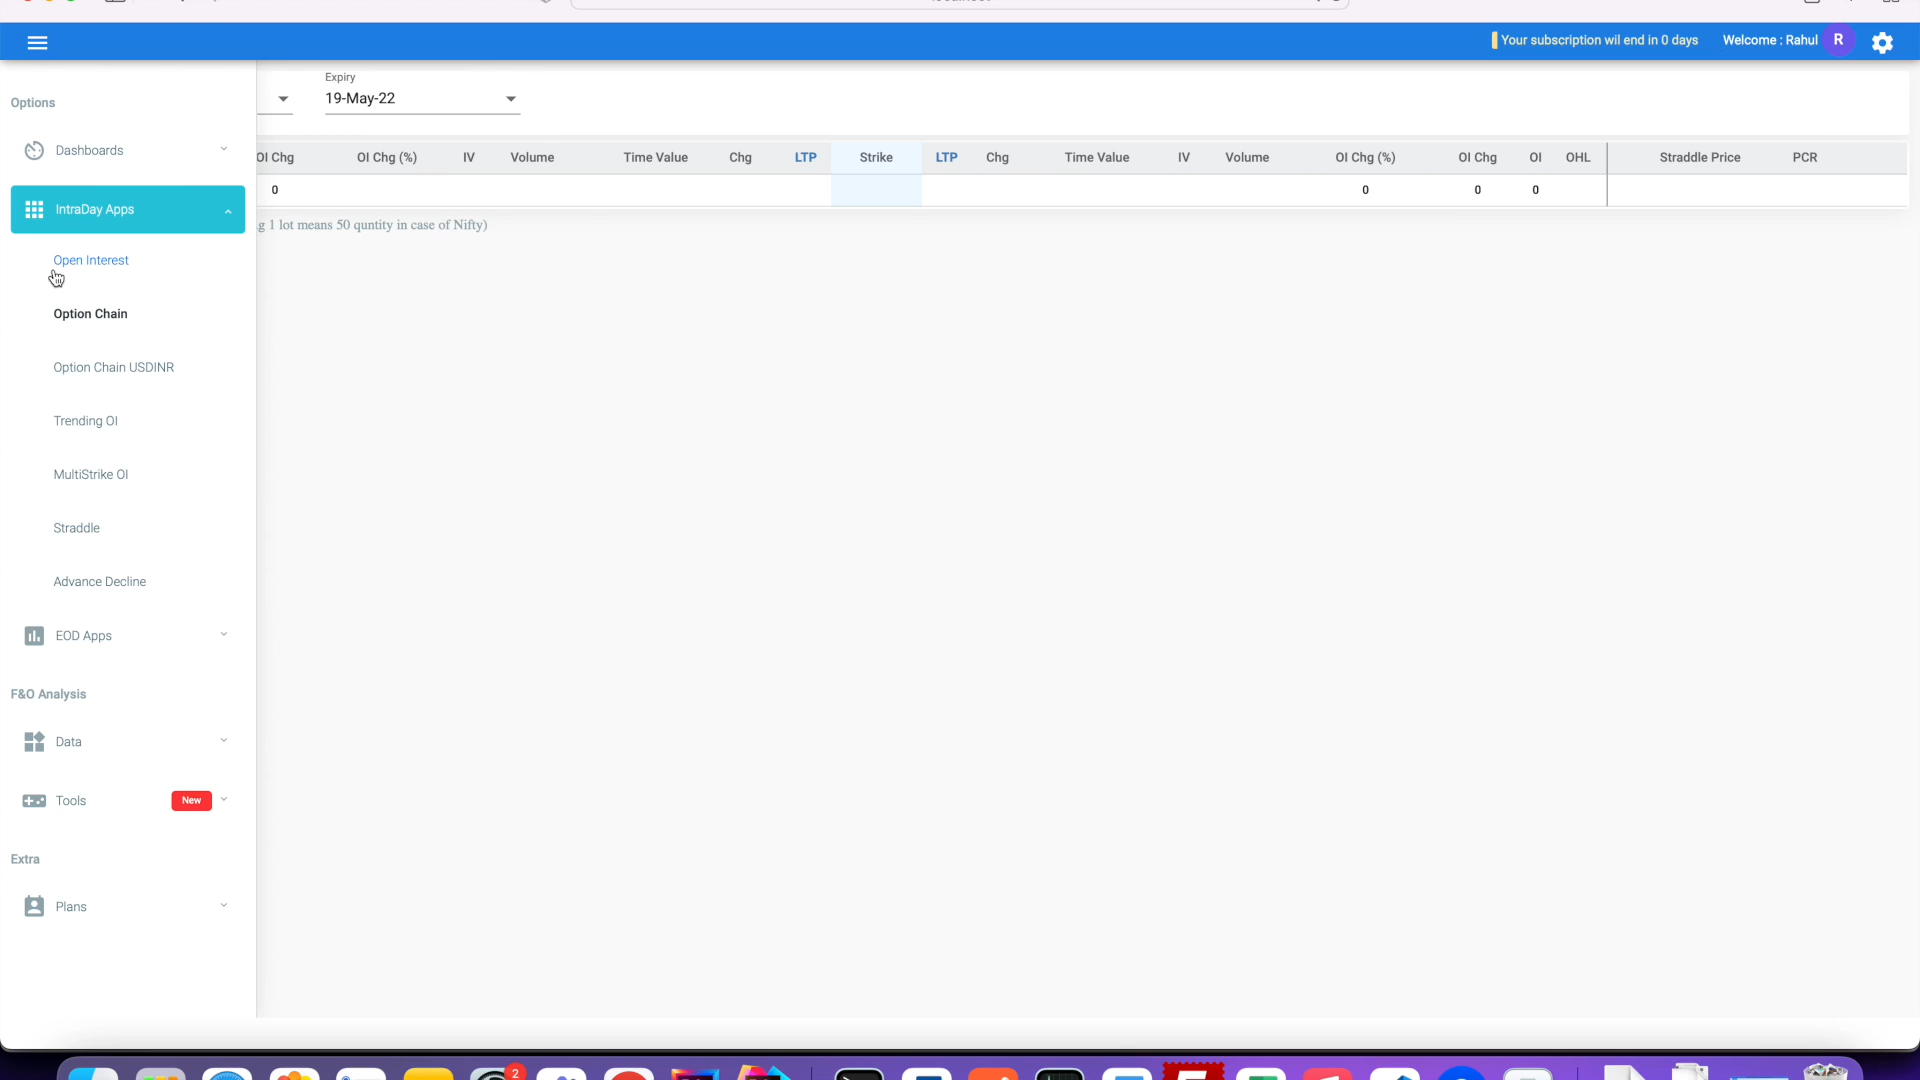 Your subscription wil end in 0 days
Welcome : Rahul
R
Options
Dashboards
IntraDay Apps
Open Interest
Option Chain
Option Chain USDINR
Trending OI
MultiStrike OI
Straddle
Advance Decline
EOD Apps
F&O Analysis
Data
Tools
New
Extra
Plans
Expiry
19-May-22
OI Chg OI Chg (%) IV Volume Time Value Chg LTP Strike LTP Chg Time Value IV Volume OI Chg (%) OI Chg OI OHL Straddle Price PCR
0 0 0 0
g 1 lot means 50 quntity in case of Nifty)
2